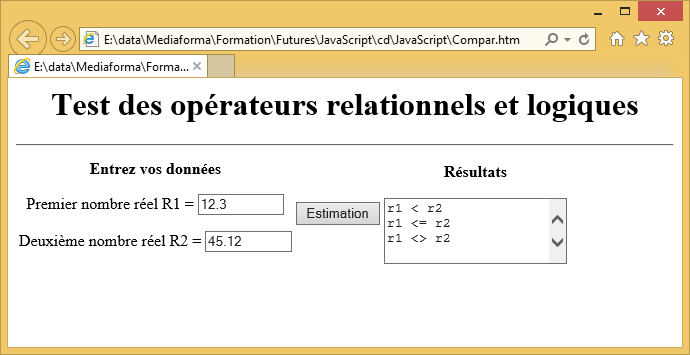 E:\data\Mediaforma\Formation\Futures\JavaScript\cd\JavaScript\Compar.htm
E:\data\Mediaforma\Forma...
Test des opérateurs relationnels et logiques
Entrez vos données
Premier nombre réel R1 = 12.3
Deuxième nombre réel R2 = 45.12
Estimation
Résultats
r1 < r2
r1 <= r2
r1 <> r2